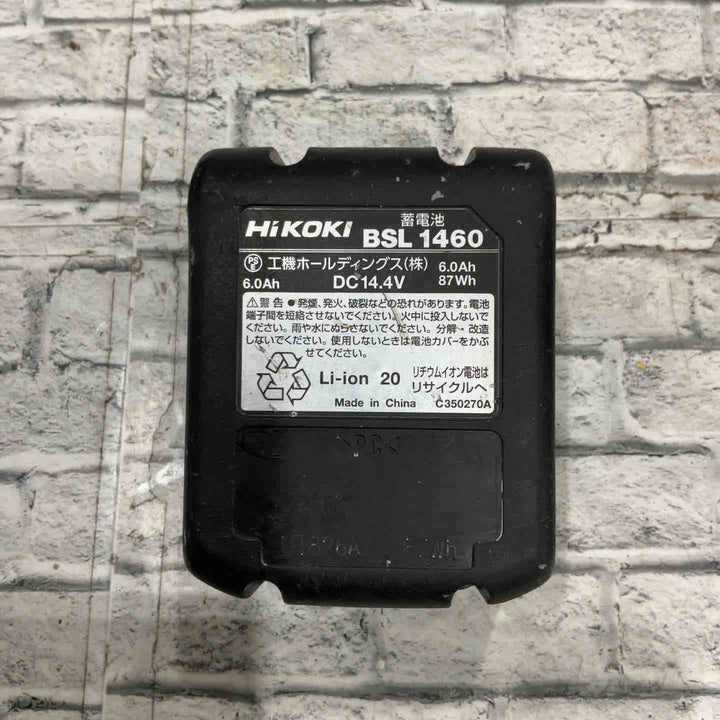 HiKOKI 蓄電池
BSL 1460
PS E 工機ホールディングス(株) 6.0Ah
6.0Ah DC14.4V 87Wh
⚠警告 ●発煙、発火、破裂などの恐れがあります。電池
端子間を短絡させないでください。火中に投入しないで
ください。雨や水にぬらさないでください。分解→改造
しないでください。使用しないときは電池カバーをかぶ
せてください。
Li-ion 20 リチウムイオン電池は
リサイクルへ
Made in China C350270A
>PC<
Wh